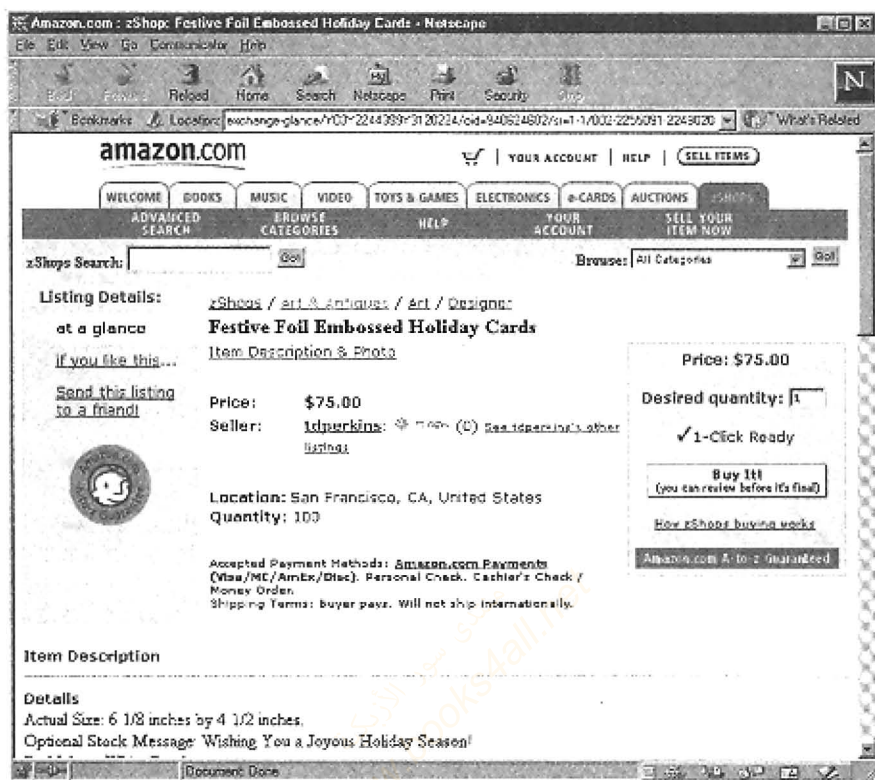 Amazon.com : zShop: Festive Foil Embossed Holiday Cards - Netscape
File Edit View Go Communicator Help
Back Reload Home Search Netscape Print Security Stop
Bookmarks Location: What's Related
amazon.com YOUR ACCOUNT | HELP | SELL ITEMS
WELCOME BOOKS MUSIC VIDEO TOYS & GAMES ELECTRONICS e-CARDS AUCTIONS zSHOPS
ADVANCED SEARCH BROWSE CATEGORIES HELP YOUR ACCOUNT SELL YOUR ITEM NOW
zShops Search: Go! Browse: All Categories Go!
Listing Details:
at a glance
if you like this...
Send this listing
to a friend!
zShops / Art & Antiques / Art / Designer
Festive Foil Embossed Holiday Cards
Item Description & Photo
Price: $75.00
Seller: tdperkins: (0) See tdperkins's other
listings
Location: San Francisco, CA, United States
Quantity: 100
Accepted Payment Methods: Amazon.com Payments
(Visa/MC/AmEx/Disc). Personal Check. Cashier's Check /
Money Order.
Shipping Terms: buyer pays. Will not ship internationally.
Price: $75.00
Desired quantity: 1
✓1-Click Ready
Buy It!
(you can review before it's final)
How zShops buying works
Amazon.com A-to-z Guaranteed
Item Description
Details
Actual Size: 6 1/8 inches by 4 1/2 inches.
Optional Stock Message: Wishing You a Joyous Holiday Season!
Document: Done